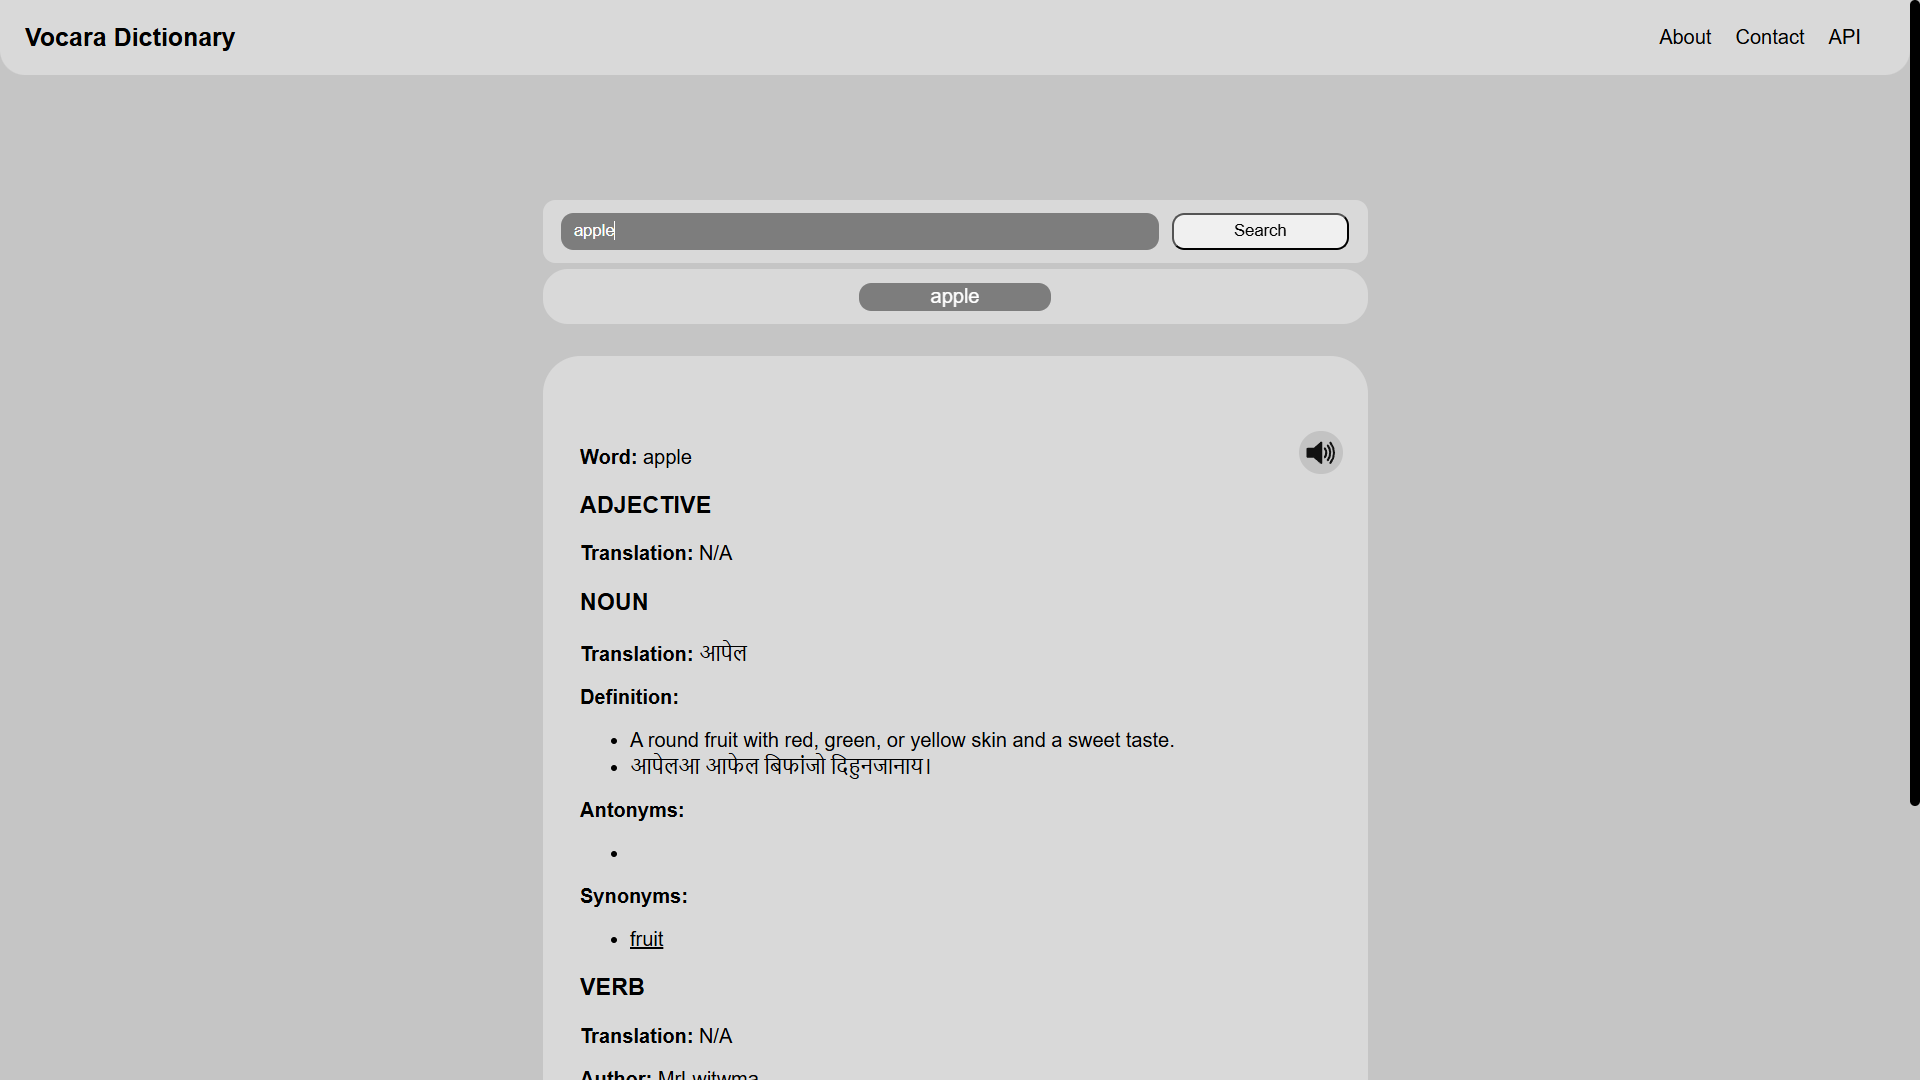 Vocara Dictionary
About Contact API
apple
Search
apple
Word: apple
ADJECTIVE
Translation: N/A
NOUN
Translation: आपेल
Definition:
A round fruit with red, green, or yellow skin and a sweet taste.
आपेलआ आफेल बिफांजो दिहुनजानाय।
Antonyms:
Synonyms:
fruit
VERB
Translation: N/A
Author: MrLwitwma